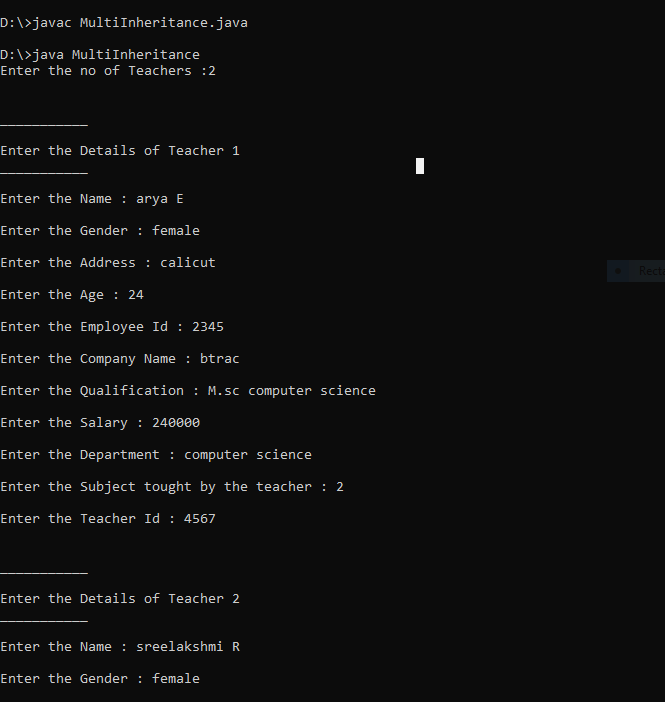 D:\>javac MultiInheritance.java
D:\>java MultiInheritance
Enter the no of Teachers :2
___________
Enter the Details of Teacher 1
___________
Enter the Name : arya E
Enter the Gender : female
Enter the Address : calicut
Enter the Age : 24
Enter the Employee Id : 2345
Enter the Company Name : btrac
Enter the Qualification : M.sc computer science
Enter the Salary : 240000
Enter the Department : computer science
Enter the Subject tought by the teacher : 2
Enter the Teacher Id : 4567
___________
Enter the Details of Teacher 2
___________
Enter the Name : sreelakshmi R
Enter the Gender : female